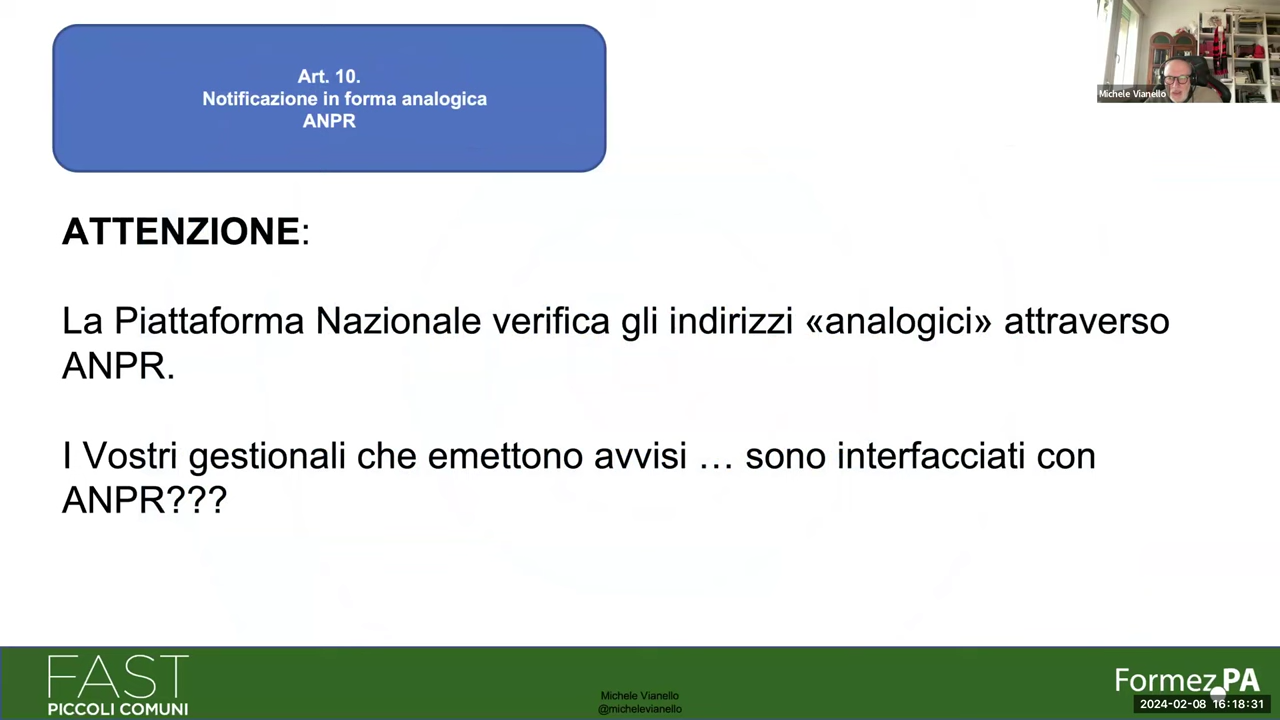 Art. 10.
Notificazione in forma analogica
ANPR
Michele Vianello
ATTENZIONE:
La Piattaforma Nazionale verifica gli indirizzi «analogici» attraverso
ANPR.
I Vostri gestionali che emettono avvisi … sono interfacciati con
ANPR???
FAST
PICCOLI COMUNI
Michele Vianello
@michelevianello
Formez PA
2024-02-08 16:18:31